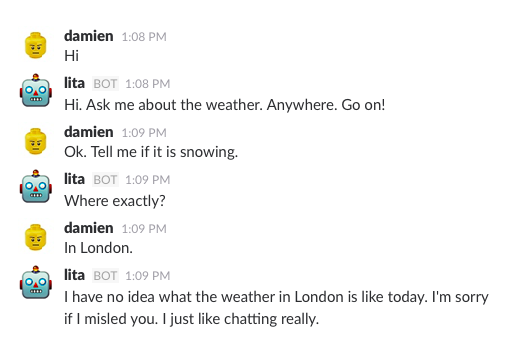 damien 1:08 PM
Hi
lita BOT 1:08 PM
Hi. Ask me about the weather. Anywhere. Go on!
damien 1:09 PM
Ok. Tell me if it is snowing.
lita BOT 1:09 PM
Where exactly?
damien 1:09 PM
In London.
lita BOT 1:09 PM
I have no idea what the weather in London is like today. I'm sorry
if I misled you. I just like chatting really.